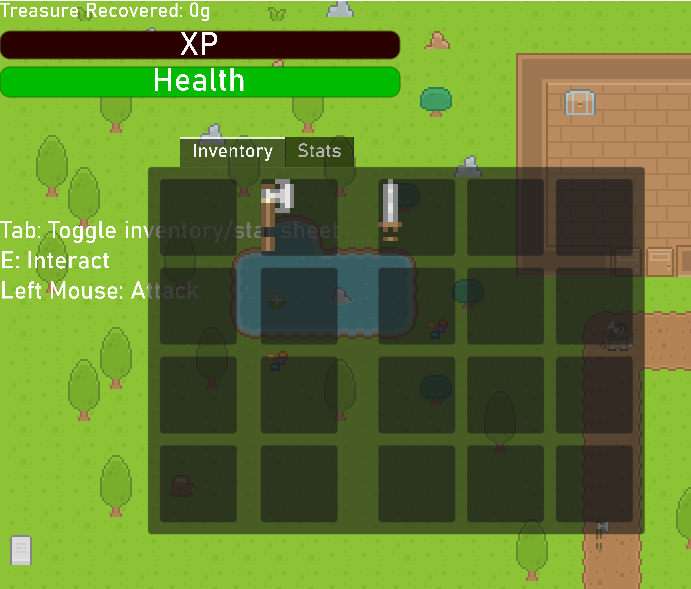 Treasure Recovered: 0g
XP
Health
Inventory Stats
Tab: Toggle inventory/stat sheet
E: Interact
Left Mouse: Attack